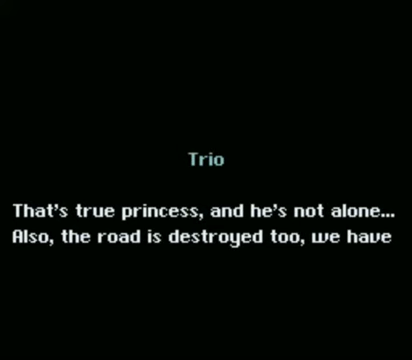 Trio
That's true princess, and he's not alone...
Also, the road is destroyed too, we have